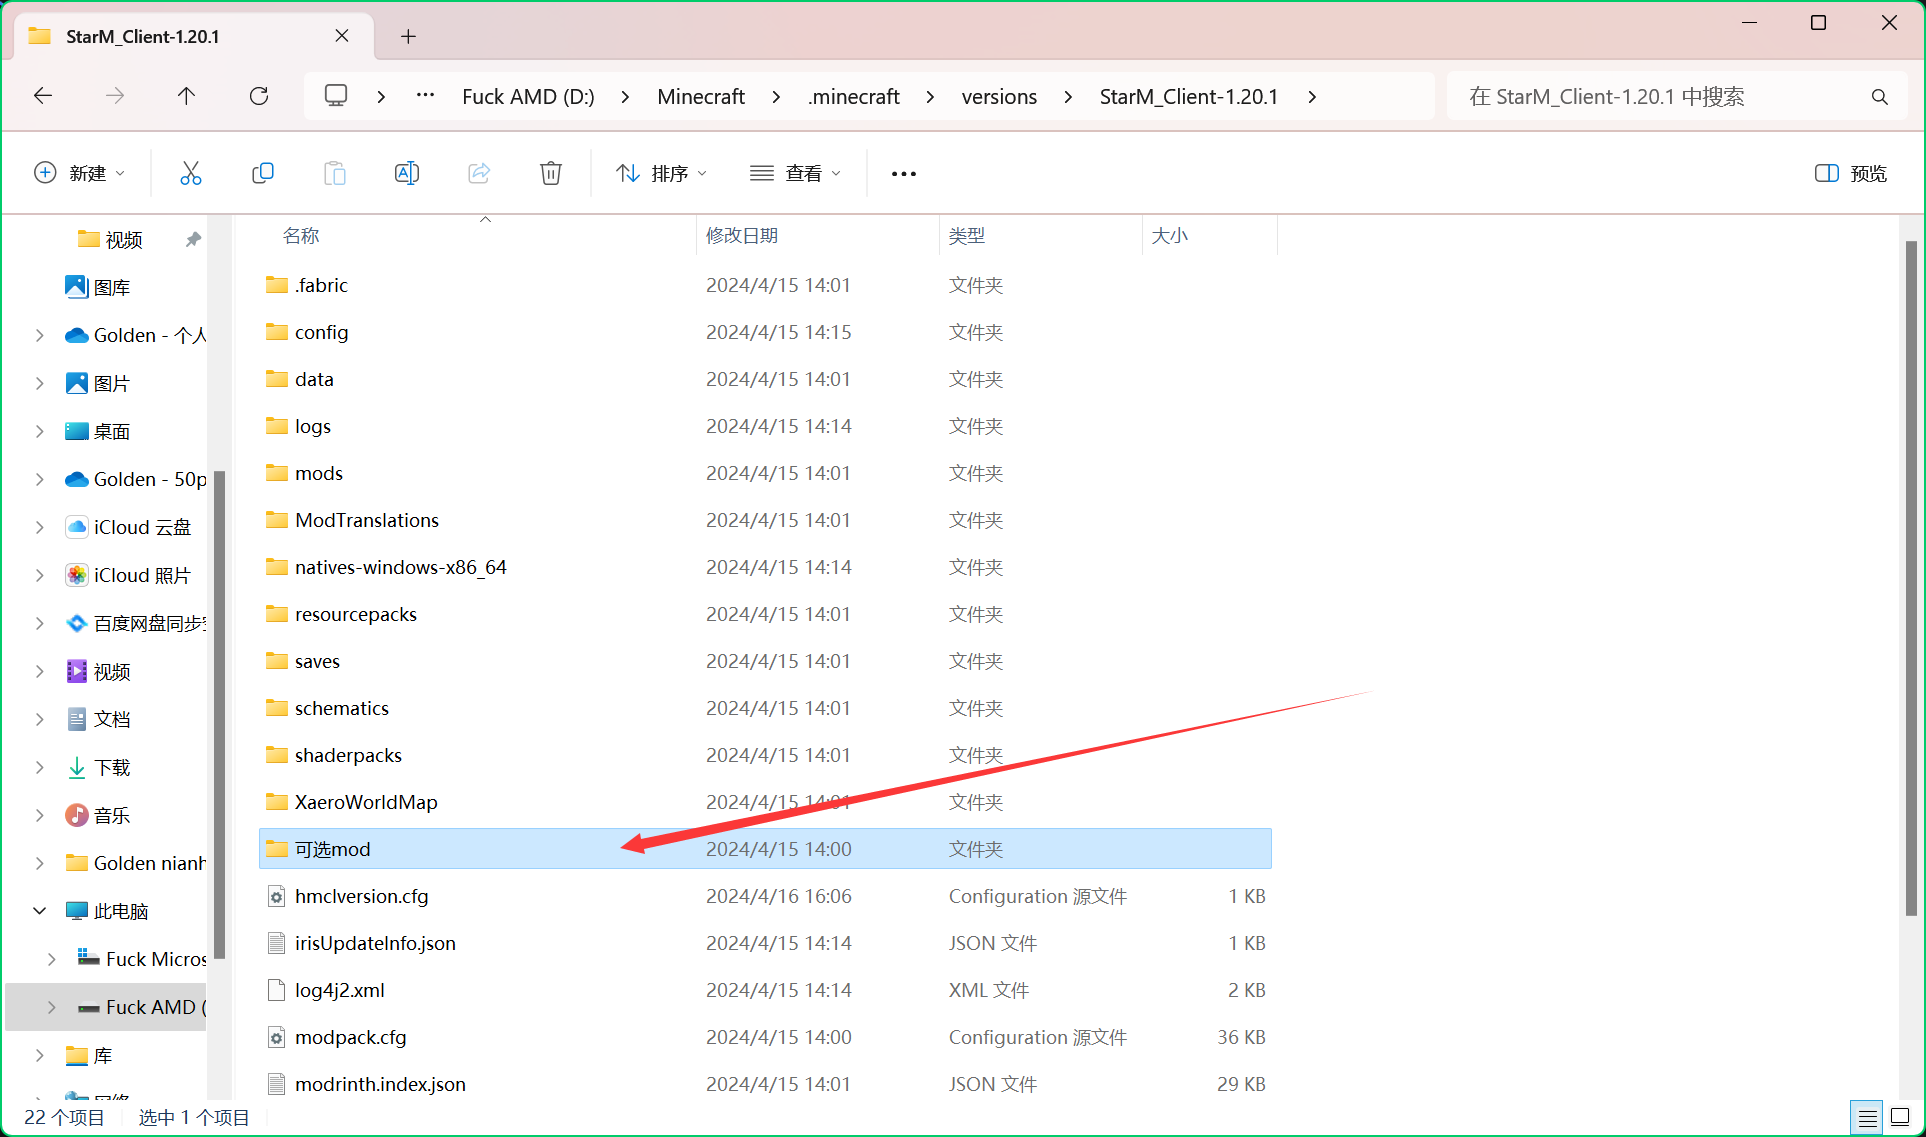 StarM_Client-1.20.1
Fuck AMD (D:) Minecraft .minecraft versions StarM_Client-1.20.1 在 StarM_Client-1.20.1 中搜索
新建 排序 查看 预览
名称 修改日期 类型 大小
视频
图库
Golden - 个人
图片
桌面
Golden - 50p
iCloud 云盘
iCloud 照片
百度网盘同步空
视频
文档
下载
音乐
Golden nianh
此电脑
Fuck Micros
Fuck AMD (
库
网络
.fabric 2024/4/15 14:01 文件夹
config 2024/4/15 14:15 文件夹
data 2024/4/15 14:01 文件夹
logs 2024/4/15 14:14 文件夹
mods 2024/4/15 14:01 文件夹
ModTranslations 2024/4/15 14:01 文件夹
natives-windows-x86_64 2024/4/15 14:14 文件夹
resourcepacks 2024/4/15 14:01 文件夹
saves 2024/4/15 14:01 文件夹
schematics 2024/4/15 14:01 文件夹
shaderpacks 2024/4/15 14:01 文件夹
XaeroWorldMap 2024/4/15 14:01 文件夹
可选mod 2024/4/15 14:00 文件夹
hmclversion.cfg 2024/4/16 16:06 Configuration 源文件 1 KB
irisUpdateInfo.json 2024/4/15 14:14 JSON 文件 1 KB
log4j2.xml 2024/4/15 14:14 XML 文件 2 KB
modpack.cfg 2024/4/15 14:00 Configuration 源文件 36 KB
modrinth.index.json 2024/4/15 14:01 JSON 文件 29 KB
22 个项目 选中 1 个项目